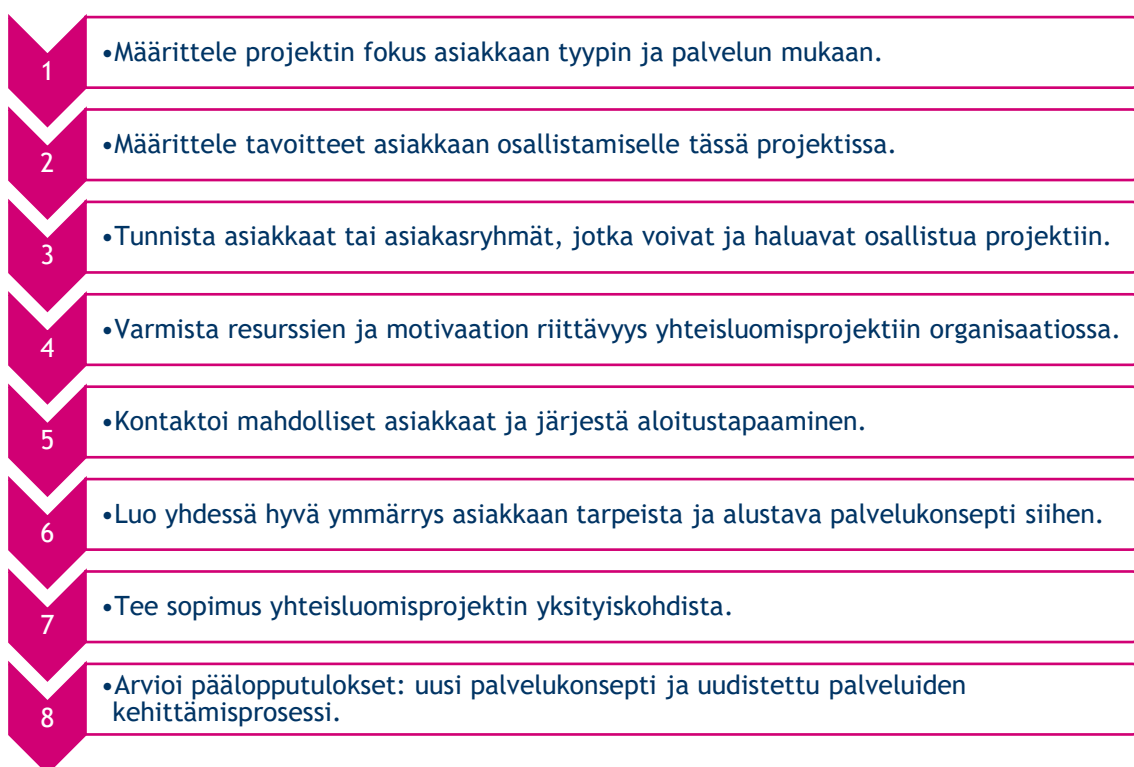 1
•Määrittele projektin fokus asiakkaan tyypin ja palvelun mukaan.
2
•Määrittele tavoitteet asiakkaan osallistamiselle tässä projektissa.
3
•Tunnista asiakkaat tai asiakasryhmät, jotka voivat ja haluavat osallistua projektiin.
4
•Varmista resurssien ja motivaation riittävyys yhteisluomisprojektiin organisaatiossa.
5
•Kontaktoi mahdolliset asiakkaat ja järjestä aloitustapaaminen.
6
•Luo yhdessä hyvä ymmärrys asiakkaan tarpeista ja alustava palvelukonsepti siihen.
7
•Tee sopimus yhteisluomisprojektin yksityiskohdista.
8
•Arvioi päälopputulokset: uusi palvelukonsepti ja uudistettu palveluiden
kehittämisprosessi.